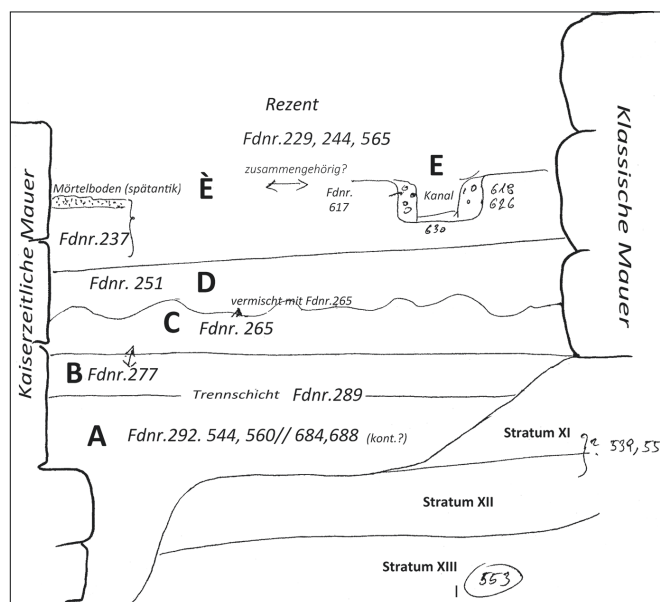 Rezent
Fdnr.229, 244, 565
zusammengehörig?
E
Mörtelboden (spätantik)
È
Fdnr.
617
Kanal
618
626
630
Fdnr.237
Fdnr. 251
D
vermischt mit Fdnr.265
C
Fdnr. 265
B
Fdnr.277
Trennschicht Fdnr.289
A
Fdnr.292. 544, 560// 684,688 (kont.?)
Stratum XI
?
539, 55
Stratum XII
Stratum XIII
553
Kaiserzeitliche Mauer
Klassische Mauer